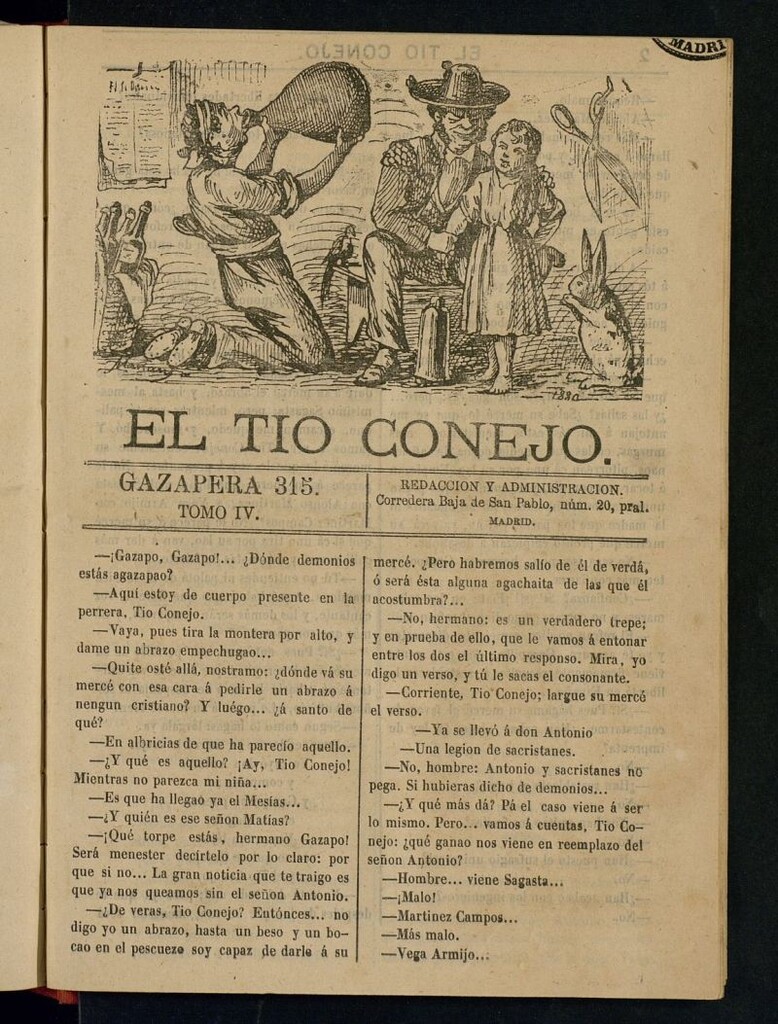 MADRI
1880
EL TIO CONEJO.
GAZAPERA 315.
TOMO IV.
REDACCION Y ADMINISTRACION.
Corredera Baja de San Pablo, núm. 20, pral.
MADRID.
—¡Gazapo, Gazapo!... ¿Dónde demonios
estás agazapao?
—Aquí estoy de cuerpo presente en la
perrera, Tio Conejo.
—Vaya, pues tira la montera por alto, y
dame un abrazo empechugao...
—Quite osté allá, nostramo: ¿dónde vá su
mercé con esa cara á pedirle un abrazo á
nengun cristiano? Y luégo... ¿á santo de
qué?
—En albricias de que ha parecío aquello.
—¿Y qué es aquello? ¡Ay, Tio Conejo!
Mientras no parezca mi niña...
—Es que ha llegao ya el Mesías...
—¿Y quién es ese señon Matías?
—¡Qué torpe estás, hermano Gazapo!
Será menester decírtelo por lo claro: por
que si no... La gran noticia que te traigo es
que ya nos queamos sin el señon Antonio.
—¿De veras, Tio Conejo? Entónces... no
digo yo un abrazo, hasta un beso y un bo-
cao en el pescuezo soy capaz de darle á su
mercé. ¿Pero habremos salío de él de verdá,
ó será ésta alguna agachaita de las que él
acostumbra?...
—No, hermano: es un verdadero trepe;
y en prueba de ello, que le vamos á entonar
entre los dos el último responso. Mira, yo
digo un verso, y tú le sacas el consonante.
—Corriente, Tio Conejo; largue su mercé
el verso.
—Ya se llevó á don Antonio
—Una legion de sacristanes.
—No, hombre: Antonio y sacristanes no
pega. Si hubieras dicho de demonios...
—¿Y qué más dá? Pá el caso viene á ser
lo mismo. Pero... vamos á cuentas, Tio Co-
nejo: ¿qué ganao nos viene en reemplazo del
señon Antonio?
—Hombre... viene Sagasta...
—¡Malo!
—Martinez Campos...
—Más malo.
—Vega Armijo...